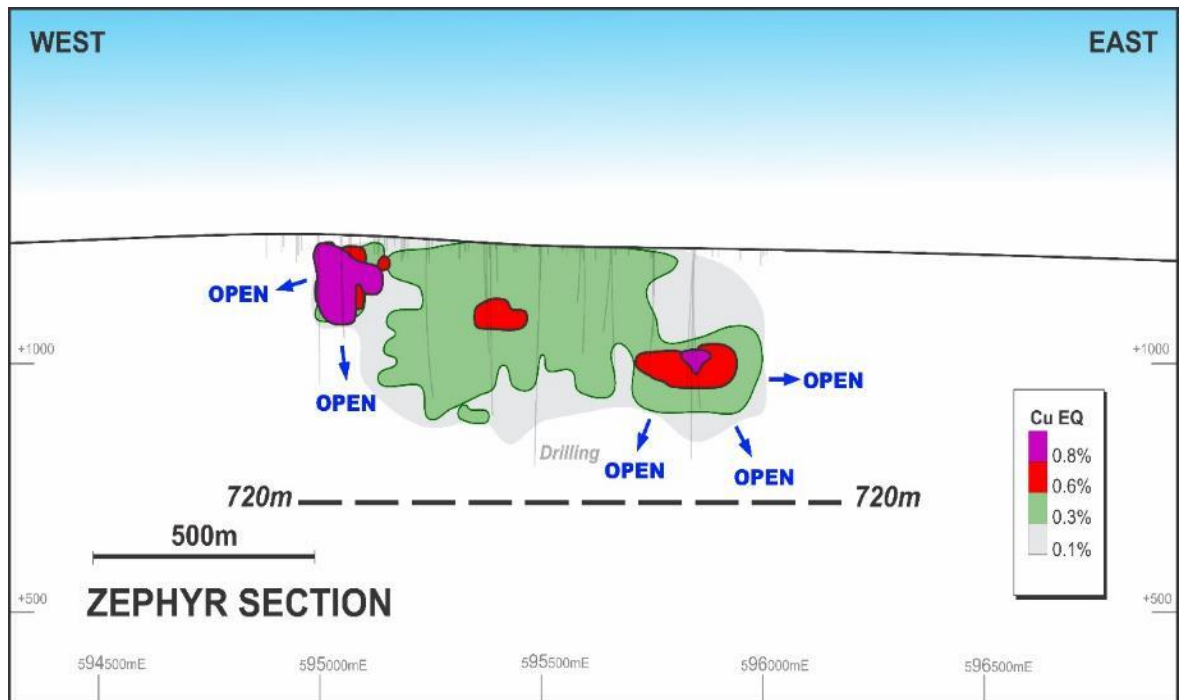 WEST EAST
OPEN
+1000 +1000
OPEN
OPEN
Cu EQ
0.8%
0.6%
0.3%
0.1%
Drilling
OPEN
OPEN
720m 720m
500m
ZEPHYR SECTION
+500 +500
594500mE 595000mE 595500mE 596000mE 596500mE